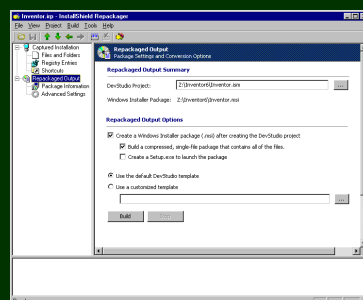 Inventor.irp - InstallShield Repackager
File View Project Build Tools Help
Captured Installation
Files and Folders
Registry Entries
Shortcuts
Repackaged Output
Package Information
Advanced Settings
Repackaged Output
Package Settings and Conversion Options
Repackaged Output Summary
DevStudio Project: Z:\Inventor6\Inventor.ism ...
Windows Installer Package: Z:\Inventor6\Inventor.msi
Repackaged Output Options
Create a Windows Installer package (.msi) after creating the DevStudio project
Build a compressed, single-file package that contains all of the files.
Create a Setup.exe to launch the package
Use the default DevStudio template
Use a customized template
...
Build